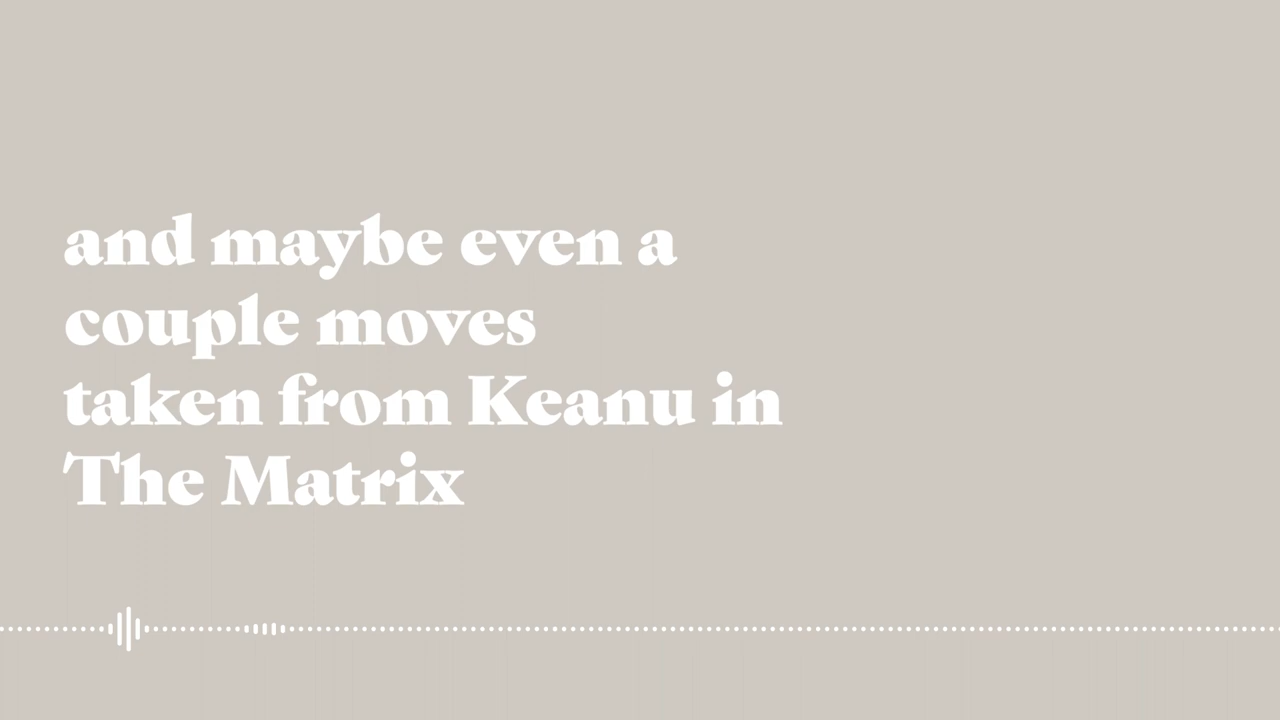 and maybe even a
couple moves
taken from Keanu in
The Matrix